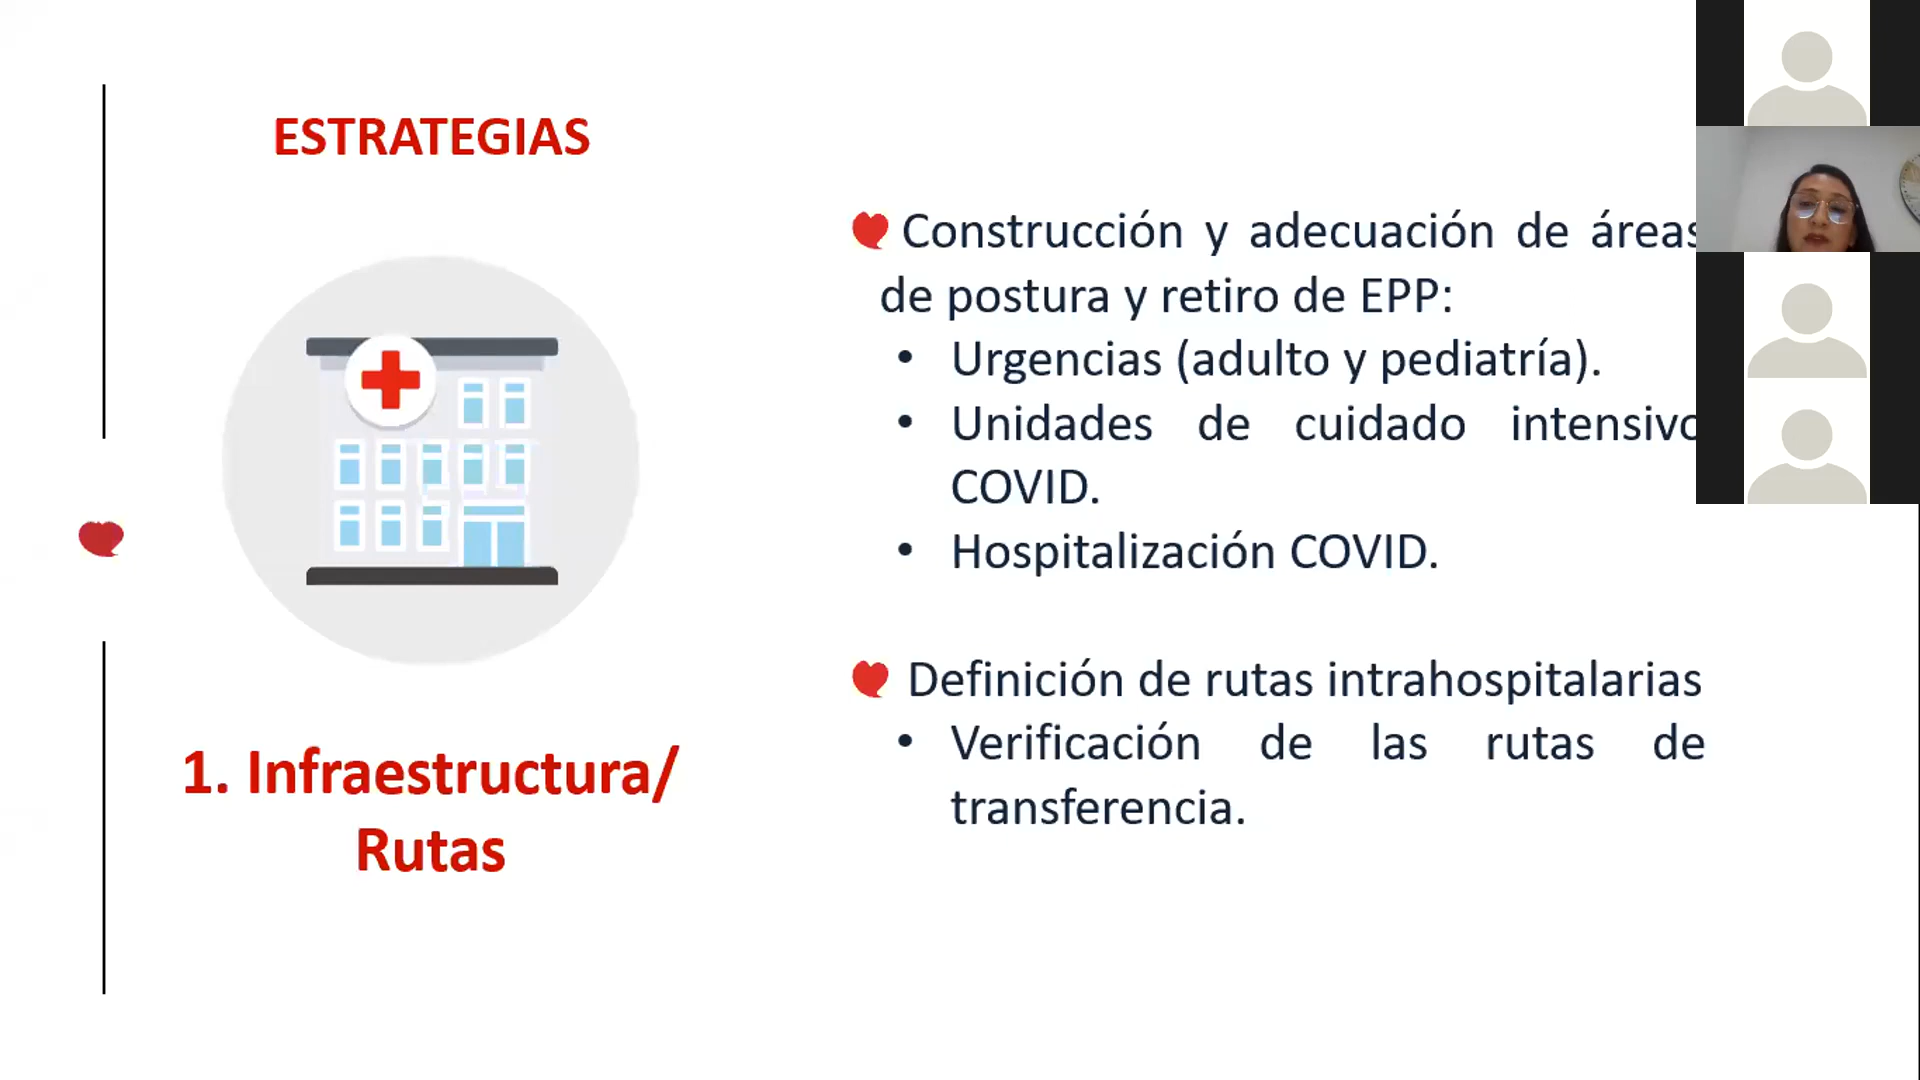 ESTRATEGIAS
1. Infraestructura/
Rutas
Construcción y adecuación de áreas
de postura y retiro de EPP:
• Urgencias (adulto y pediatría).
• Unidades de cuidado intensivo
COVID.
• Hospitalización COVID.
Definición de rutas intrahospitalarias
• Verificación de las rutas de
transferencia.